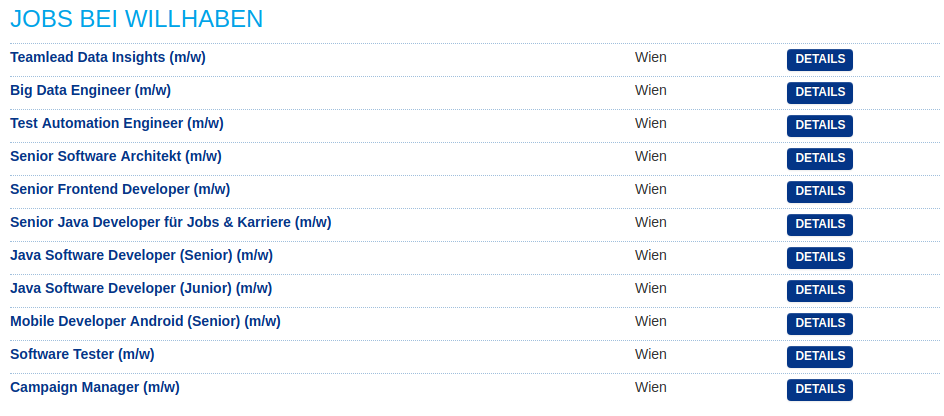 JOBS BEI WILLHABEN
Teamlead Data Insights (m/w) Wien DETAILS
Big Data Engineer (m/w) Wien DETAILS
Test Automation Engineer (m/w) Wien DETAILS
Senior Software Architekt (m/w) Wien DETAILS
Senior Frontend Developer (m/w) Wien DETAILS
Senior Java Developer für Jobs & Karriere (m/w) Wien DETAILS
Java Software Developer (Senior) (m/w) Wien DETAILS
Java Software Developer (Junior) (m/w) Wien DETAILS
Mobile Developer Android (Senior) (m/w) Wien DETAILS
Software Tester (m/w) Wien DETAILS
Campaign Manager (m/w) Wien DETAILS